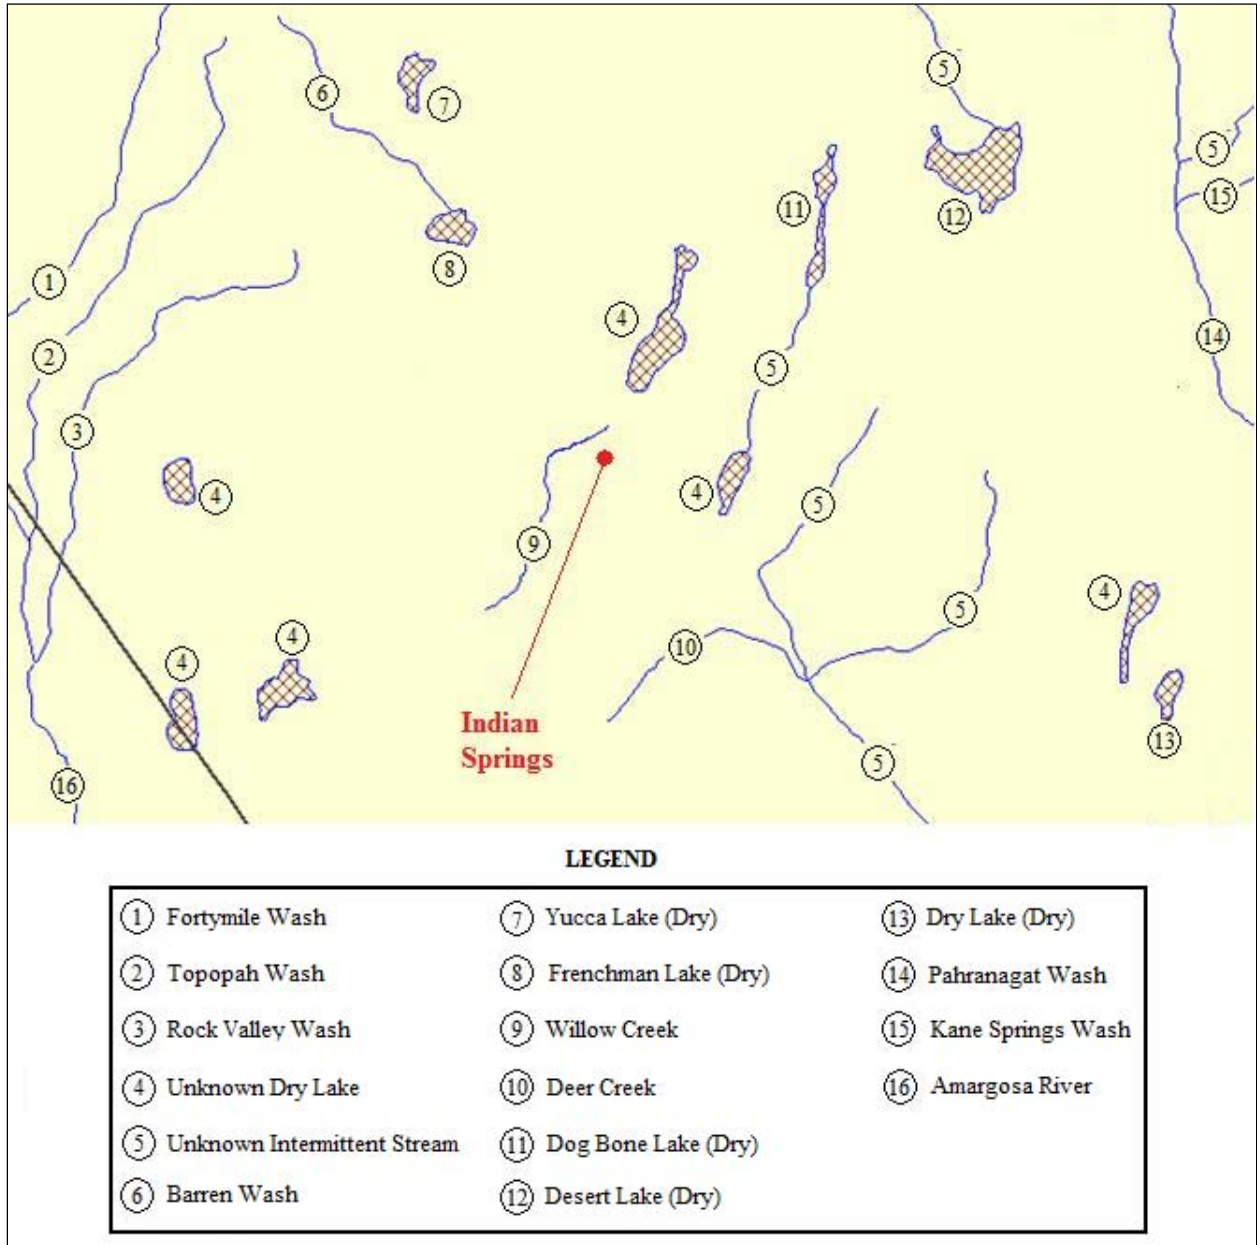 5
6
7
5
15
11
12
8
1
4
14
2
5
3
4
4
5
9
4
5
10
4
4
Indian
Springs
13
5
16
LEGEND
1 Fortymile Wash
2 Topopah Wash
3 Rock Valley Wash
4 Unknown Dry Lake
5 Unknown Intermittent Stream
6 Barren Wash
7 Yucca Lake (Dry)
8 Frenchman Lake (Dry)
9 Willow Creek
10 Deer Creek
11 Dog Bone Lake (Dry)
12 Desert Lake (Dry)
13 Dry Lake (Dry)
14 Pahranagat Wash
15 Kane Springs Wash
16 Amargosa River